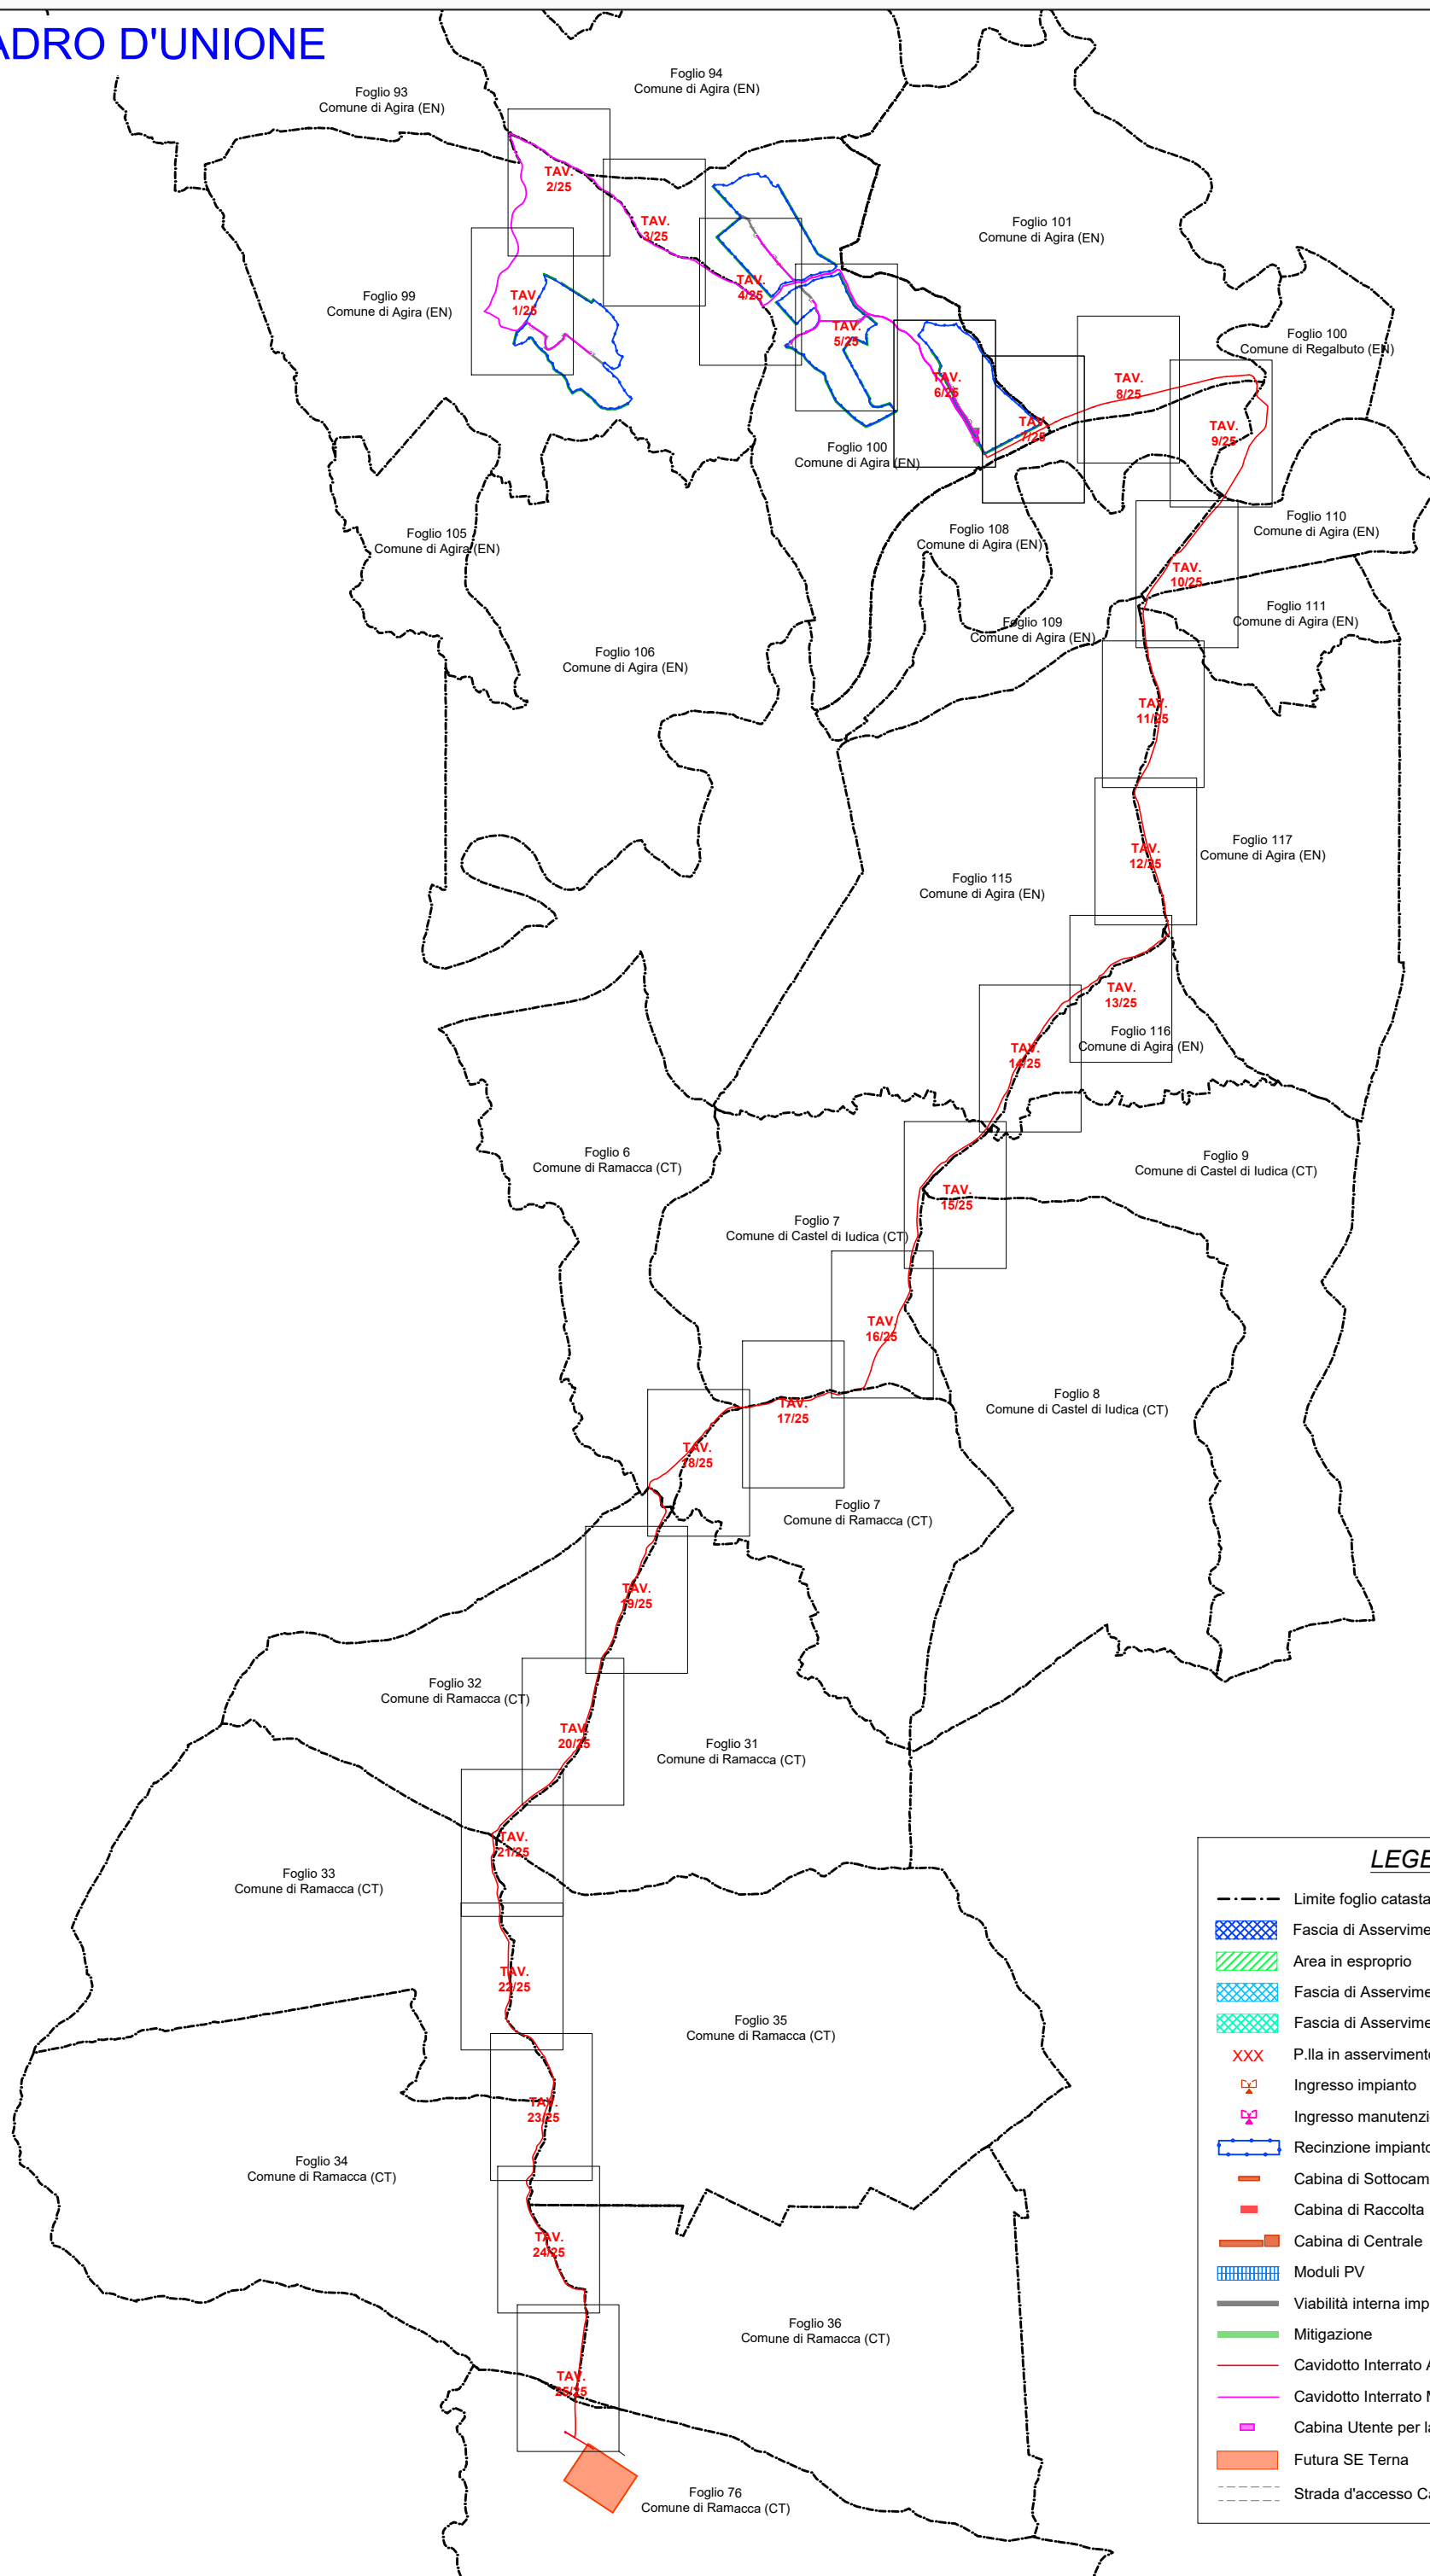 ADRO D'UNIONE
Foglio 94
Comune di Agira (EN)
Foglio 93
Comune di Agira (EN)
TAV.
2/25
TAV.
3/25
Foglio 101
Comune di Agira (EN)
Foglio 99
Comune di Agira (EN)
TAV.
1/25
TAV.
4/25
TAV.
5/25
Foglio 100
Comune di Regalbuto (EN)
TAV.
6/25
TAV.
7/25
TAV.
8/25
TAV.
9/25
Foglio 100
Comune di Agira (EN)
Foglio 105
Comune di Agira (EN)
Foglio 108
Comune di Agira (EN)
Foglio 110
Comune di Agira (EN)
TAV.
10/25
Foglio 111
Comune di Agira (EN)
Foglio 109
Comune di Agira (EN)
Foglio 106
Comune di Agira (EN)
TAV.
11/25
TAV.
12/25
Foglio 117
Comune di Agira (EN)
Foglio 115
Comune di Agira (EN)
TAV.
13/25
Foglio 116
Comune di Agira (EN)
TAV.
14/25
Foglio 6
Comune di Ramacca (CT)
Foglio 9
Comune di Castel di Iudica (CT)
TAV.
15/25
Foglio 7
Comune di Castel di Iudica (CT)
TAV.
16/25
Foglio 8
Comune di Castel di Iudica (CT)
TAV.
17/25
TAV.
18/25
Foglio 7
Comune di Ramacca (CT)
TAV.
19/25
Foglio 32
Comune di Ramacca (CT)
TAV.
20/25
Foglio 31
Comune di Ramacca (CT)
TAV.
21/25
Foglio 33
Comune di Ramacca (CT)
TAV.
22/25
Foglio 35
Comune di Ramacca (CT)
TAV.
23/25
Foglio 34
Comune di Ramacca (CT)
TAV.
24/25
Foglio 36
Comune di Ramacca (CT)
TAV.
25/25
Foglio 76
Comune di Ramacca (CT)
LEGE
Limite foglio catasta
Fascia di Asservime
Area in esproprio
Fascia di Asservime
Fascia di Asservime
XXX P.lla in asservimento
Ingresso impianto
Ingresso manutenzi
Recinzione impianto
Cabina di Sottocam
Cabina di Raccolta
Cabina di Centrale
Moduli PV
Viabilità interna imp
Mitigazione
Cavidotto Interrato A
Cavidotto Interrato M
Cabina Utente per la
Futura SE Terna
Strada d'accesso Ca